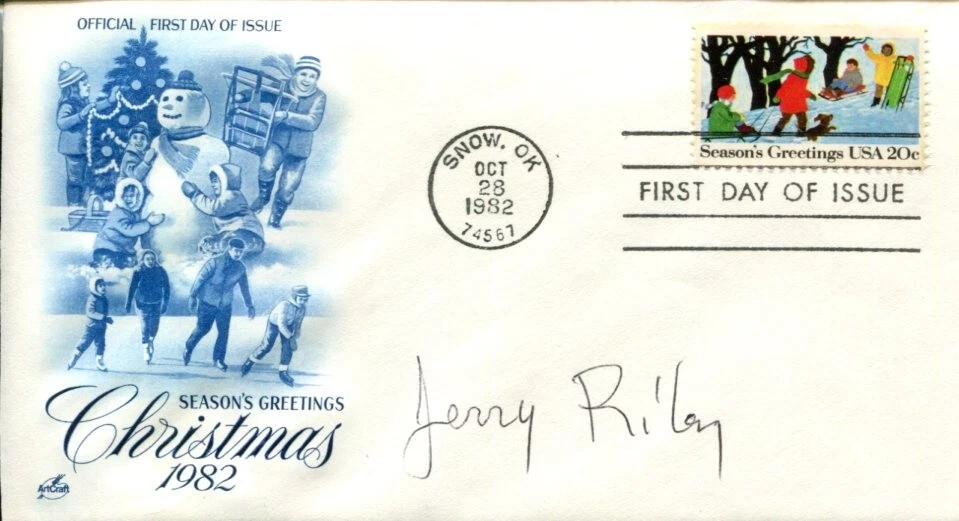 OFFICIAL FIRST DAY OF ISSUE
Season's Greetings USA 20c
SNOW, OK
OCT
28
1982
74567
FIRST DAY OF ISSUE
Jerry Riley
SEASON'S GREETINGS
Christmas
1982
ArtCraft